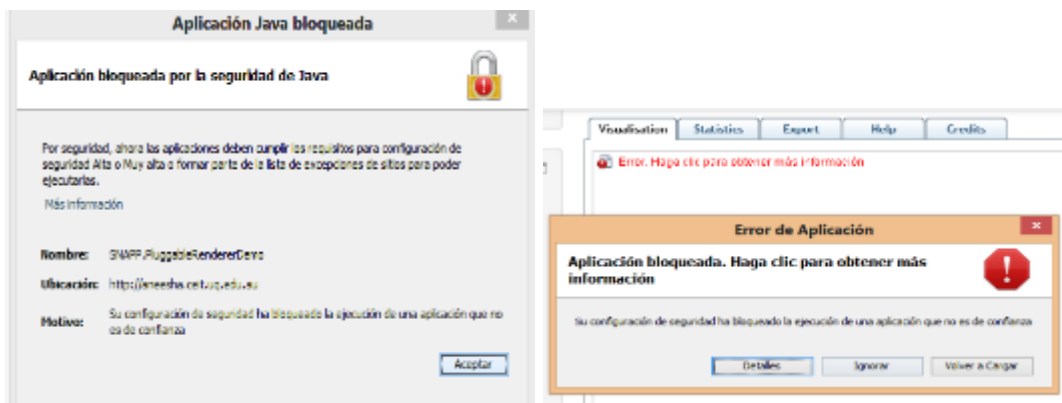 Aplicación Java bloqueada
Aplicación bloqueada por la seguridad de Java
Por seguridad, ahora las aplicaciones deben cumplir los requisitos para configuración de
seguridad Alta o Muy alta o formar parte de la lista de excepciones de sitios para poder
ejecutarlas.
Más información
Nombre: SNAPP.PluggableRendererDemo
Ubicación: http://aneesha.ceit.uq.edu.au
Motivo: Su configuración de seguridad ha bloqueado la ejecución de una aplicación que no
es de confianza
Aceptar
Visualisation Statistics Export Help Credits
Error. Haga clic para obtener más información
Error de Aplicación
Aplicación bloqueada. Haga clic para obtener más
información
Su configuración de seguridad ha bloqueado la ejecución de una aplicación que no es de confianza
Detalles Ignorar Volver a Cargar